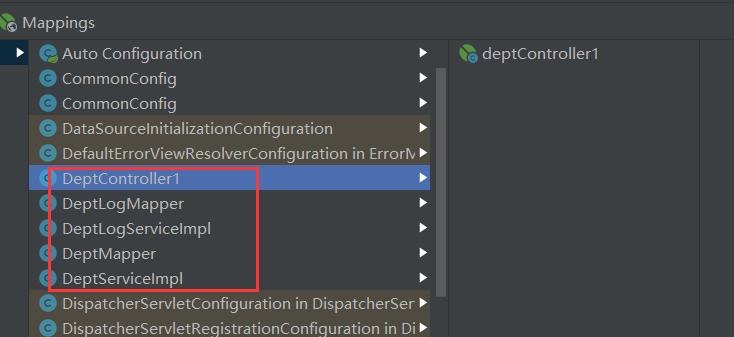 Mappings
Auto Configuration
deptController1
CommonConfig
CommonConfig
DataSourceInitializationConfiguration
DefaultErrorViewResolverConfiguration in ErrorM
DeptController1
DeptLogMapper
DeptLogServiceImpl
DeptMapper
DeptServiceImpl
DispatcherServletConfiguration in DispatcherSer
DispatcherServletRegistrationConfiguration in Di